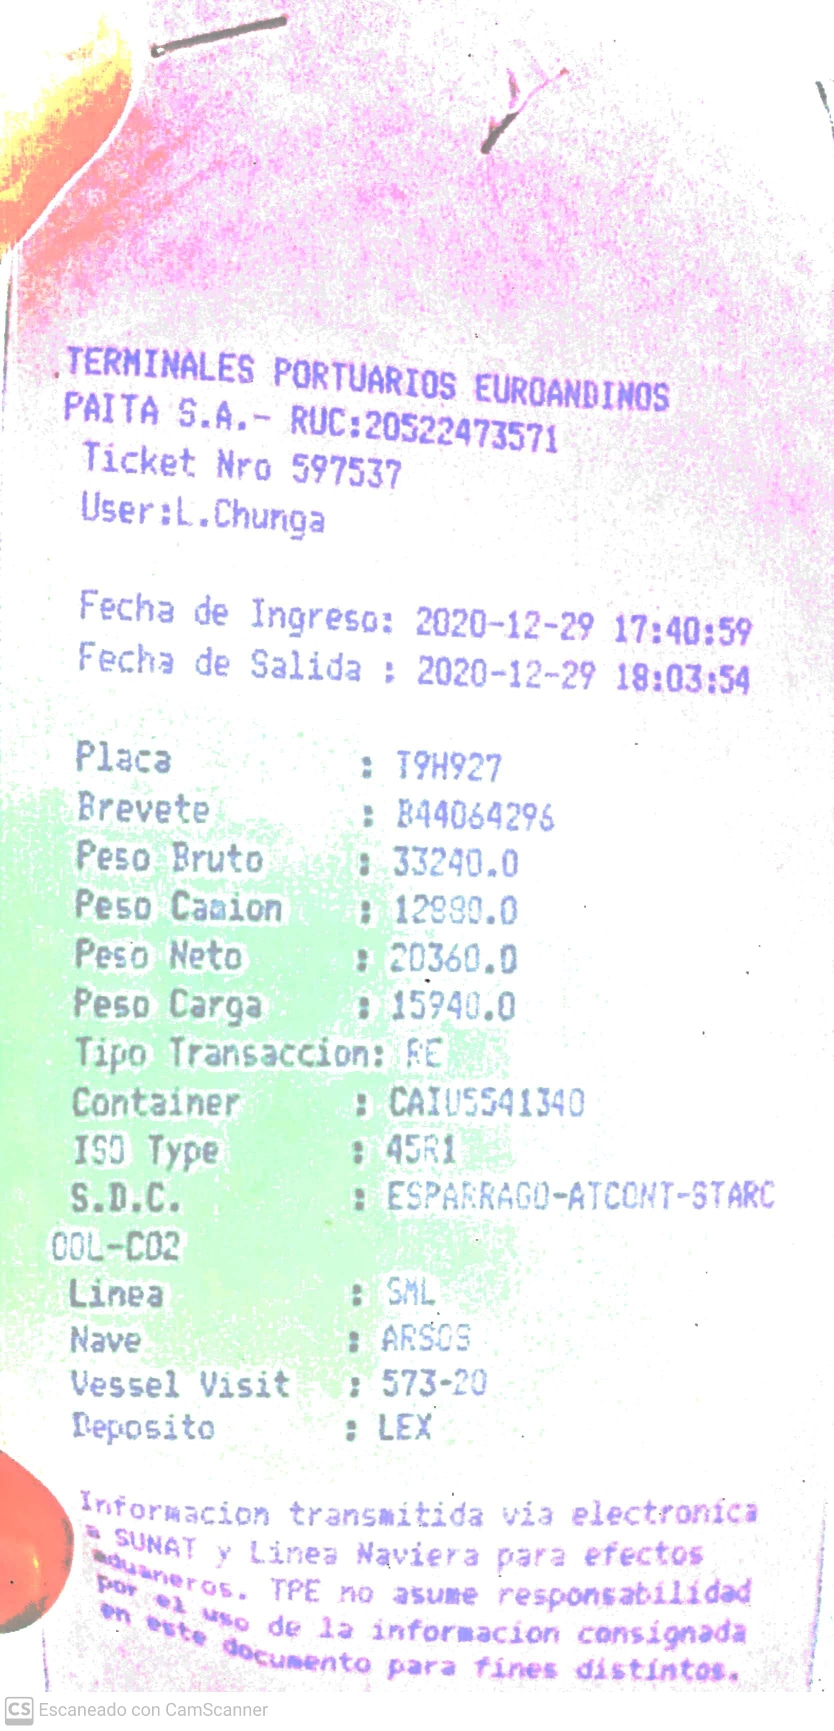 TERMINALES PORTUARIOS EUROANDINOS
PAITA S.A.- RUC:20522473571
Ticket Nro 597537
User:L.Chunga
Fecha de Ingreso: 2020-12-29 17:40:59
Fecha de Salida : 2020-12-29 18:03:54
Placa : T9H927
Brevete : B44064296
Peso Bruto : 33240.0
Peso Camion : 12880.0
Peso Neto : 20360.0
Peso Carga : 15940.0
Tipo Transaccion: RE
Container : CAIU5541340
ISO Type : 45R1
S.D.C. : ESPARRAGO-ATCONT-STARC
OOL-CO2
Linea : SML
Nave : ARSOS
Vessel Visit : 573-20
Deposito : LEX
Informacion transmitida via electronica
a SUNAT y Linea Naviera para efectos
aduaneros. TPE no asume responsabilidad
por el uso de la informacion consignada
en este documento para fines distintos.
CS Escaneado con CamScanner